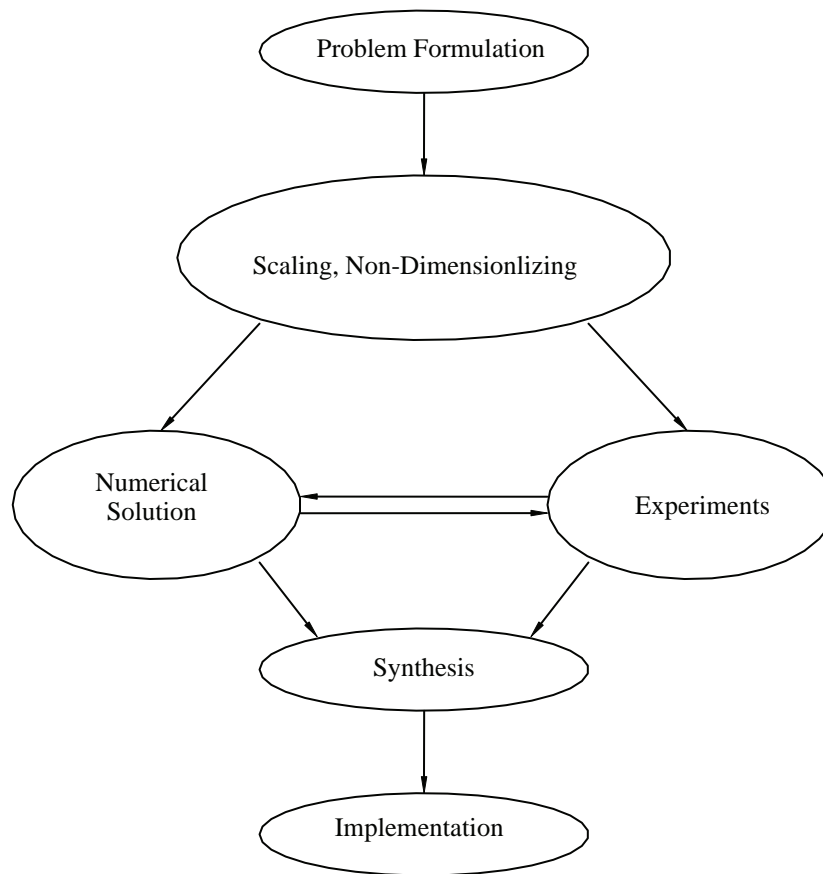 Problem Formulation
Scaling, Non-Dimensionlizing
Numerical
Solution
Experiments
Synthesis
Implementation